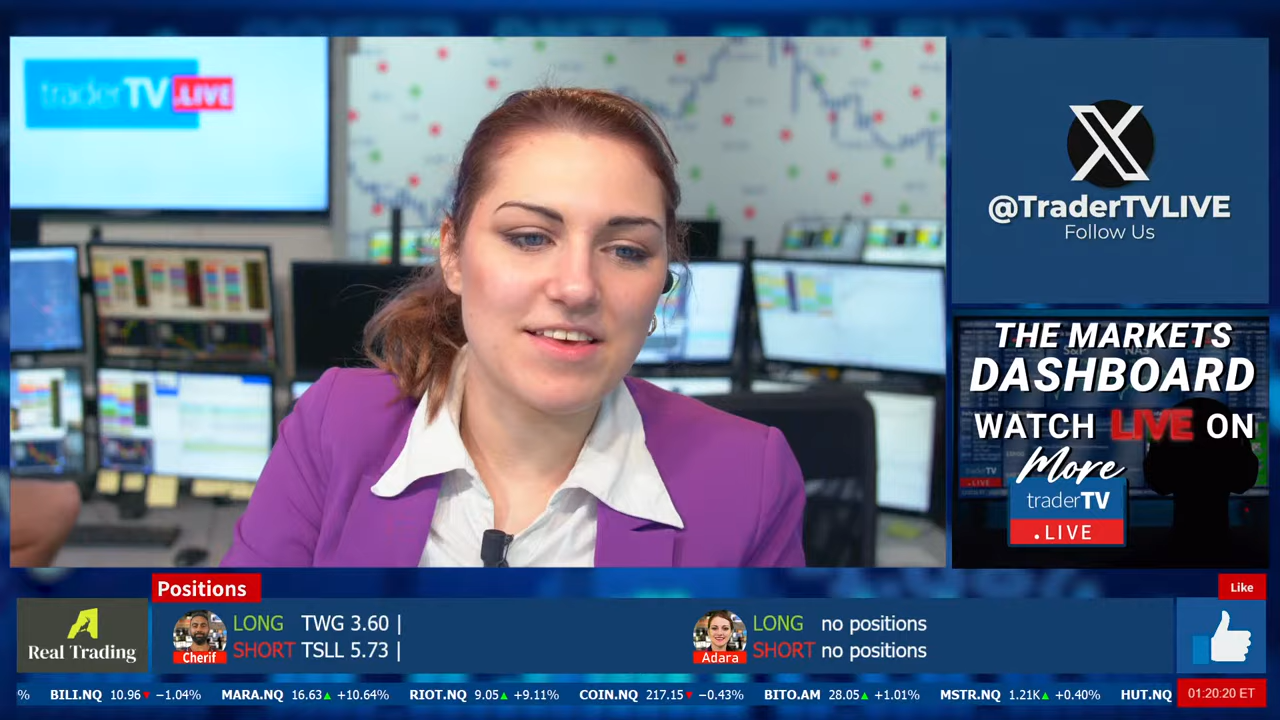 traderTV.LIVE
@TraderTVLIVE
Follow Us
THE MARKETS
DASHBOARD
WATCH LIVE ON
More
traderTV
.LIVE
Positions
Like
LONG TWG 3.60 |
SHORT TSLL 5.73 |
Cherif
LONG no positions
SHORT no positions
Adara
Real Trading
% BILI.NQ 10.96▼ −1.04% MARA.NQ 16.63▲ +10.64% RIOT.NQ 9.05▲ +9.11% COIN.NQ 217.15▼ −0.43% BITO.AM 28.05▲ +1.01% MSTR.NQ 1.21K▲ +0.40% HUT.NQ
01:20:20 ET